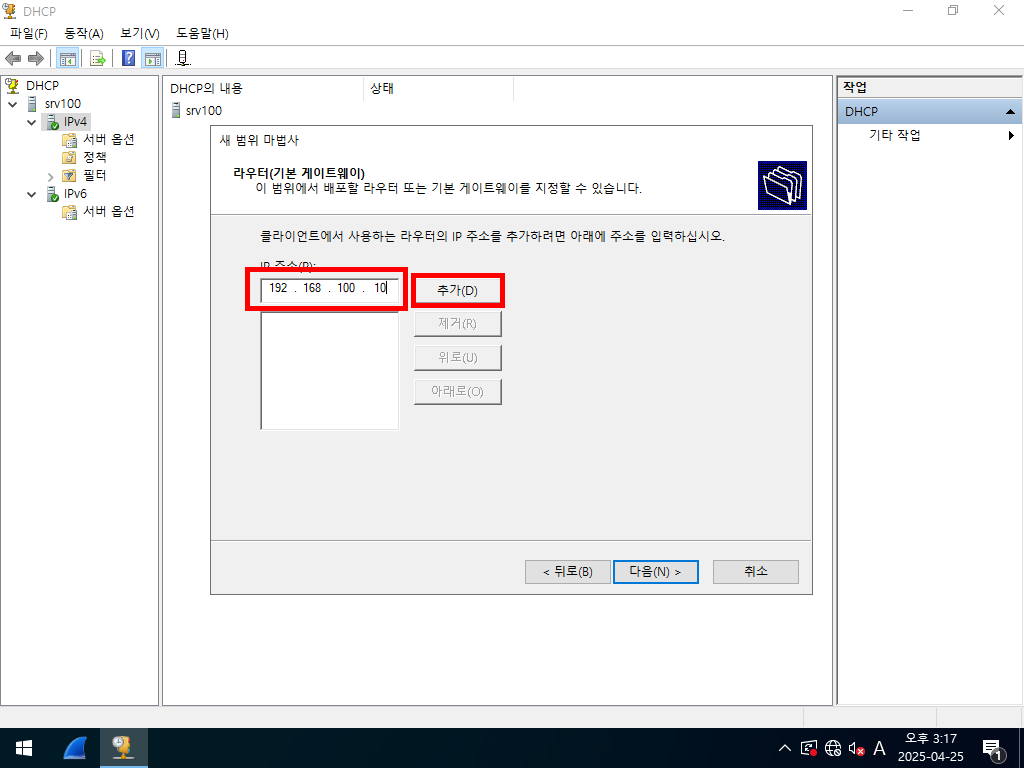 DHCP
파일(F) 동작(A) 보기(V) 도움말(H)
DHCP
srv100
IPv4
서버 옵션
정책
필터
IPv6
서버 옵션
DHCP의 내용 상태
srv100
새 범위 마법사
라우터(기본 게이트웨이)
이 범위에서 배포할 라우터 또는 기본 게이트웨이를 지정할 수 있습니다.
클라이언트에서 사용하는 라우터의 IP 주소를 추가하려면 아래에 주소를 입력하십시오.
IP 주소(P):
192 . 168 . 100 . 10 추가(D)
제거(R)
위로(U)
아래로(O)
< 뒤로(B) 다음(N) > 취소
작업
DHCP
기타 작업
A
오후 3:17
2025-04-25
1